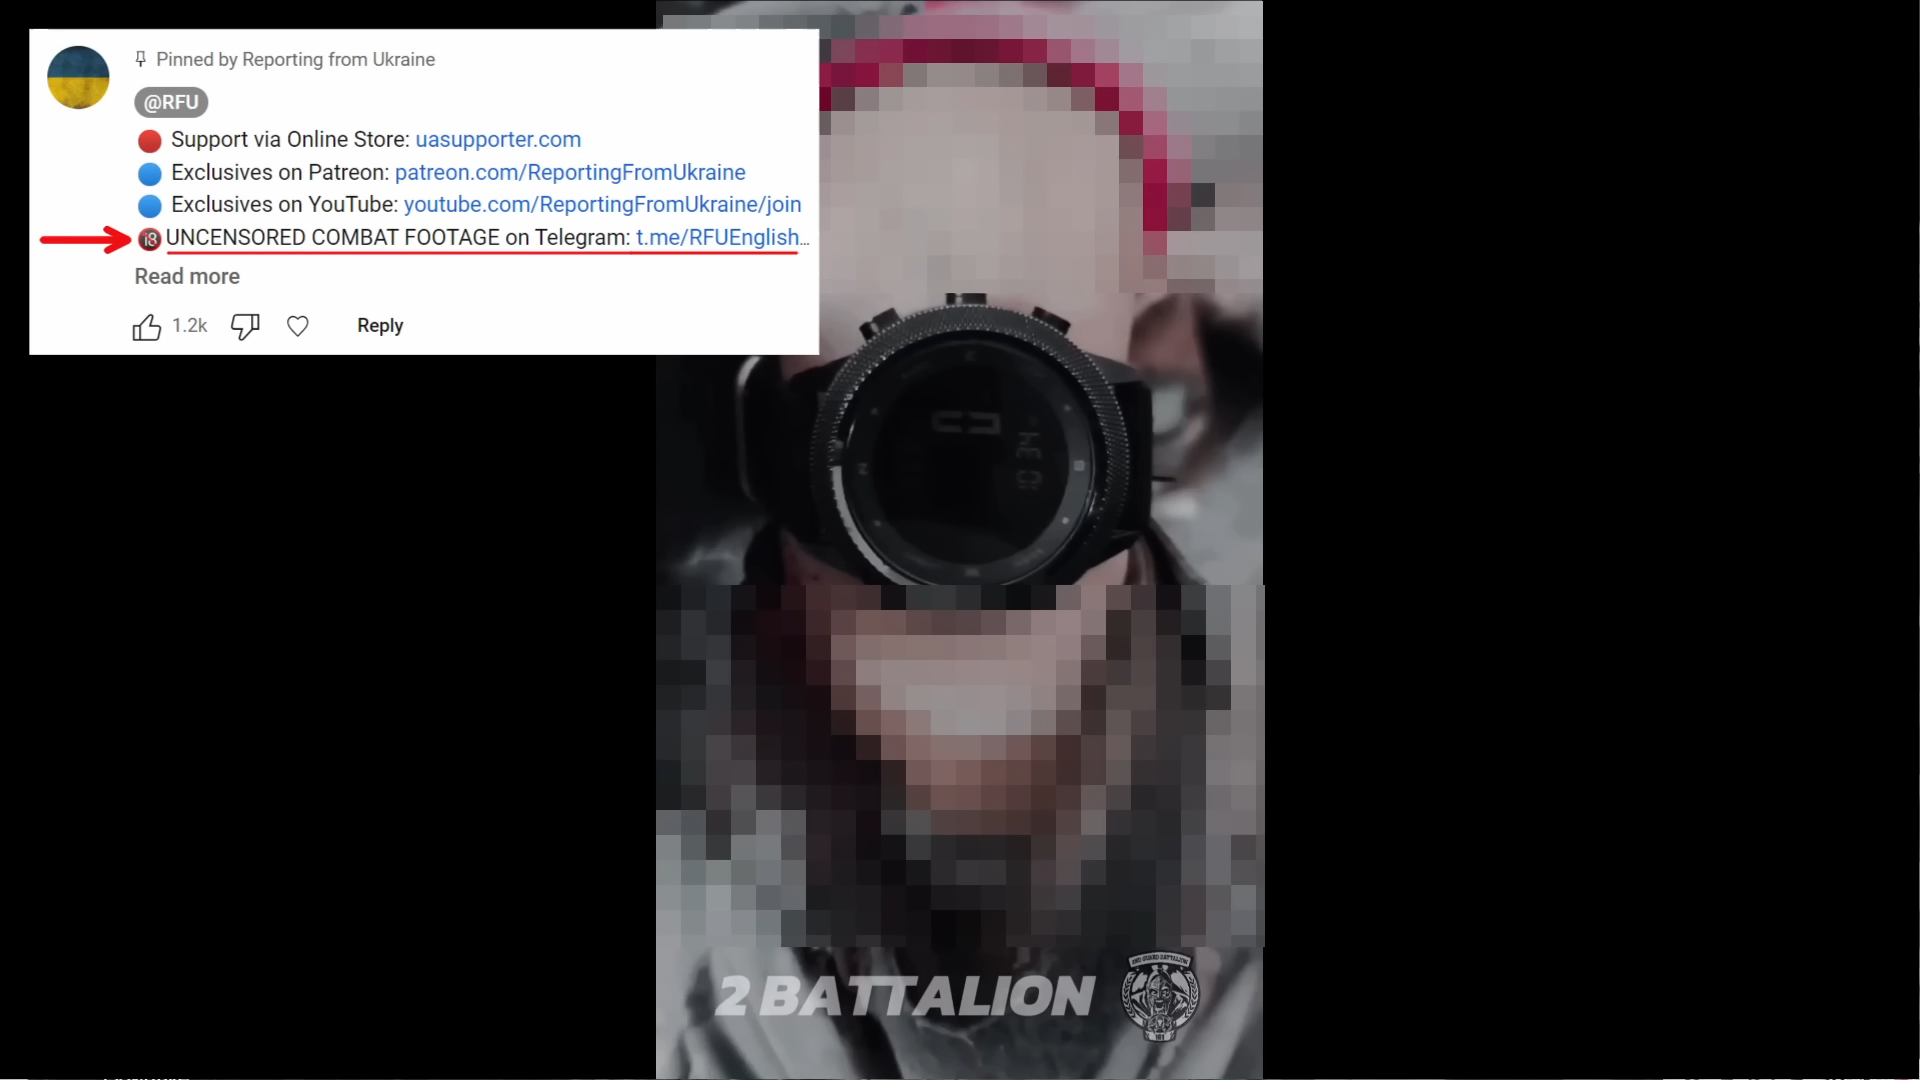 Pinned by Reporting from Ukraine
@RFU
Support via Online Store: uasupporter.com
Exclusives on Patreon: patreon.com/ReportingFromUkraine
Exclusives on YouTube: youtube.com/ReportingFromUkraine/join
🔞 UNCENSORED COMBAT FOOTAGE on Telegram: t.me/RFUEnglish...
Read more
1.2k
Reply
2 BATTALION